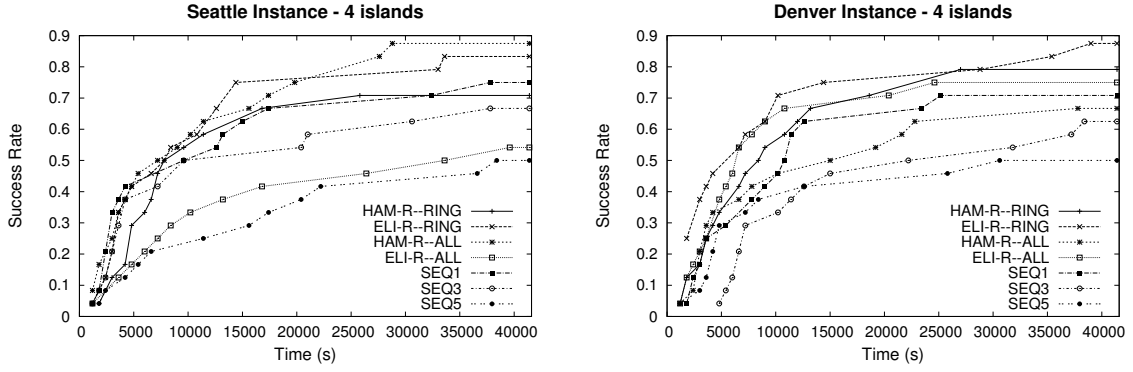 Seattle Instance - 4 islands
Success Rate
0.9
0.8
0.7
0.6
0.5
0.4
0.3
0.2
0.1
0
HAM-R--RING
ELI-R--RING
HAM-R--ALL
ELI-R--ALL
SEQ1
SEQ3
SEQ5
5000 10000 15000 20000 25000 30000 35000 40000
Time (s)
Denver Instance - 4 islands
Success Rate
0.9
0.8
0.7
0.6
0.5
0.4
0.3
0.2
0.1
0
HAM-R--RING
ELI-R--RING
HAM-R--ALL
ELI-R--ALL
SEQ1
SEQ3
SEQ5
5000 10000 15000 20000 25000 30000 35000 40000
Time (s)